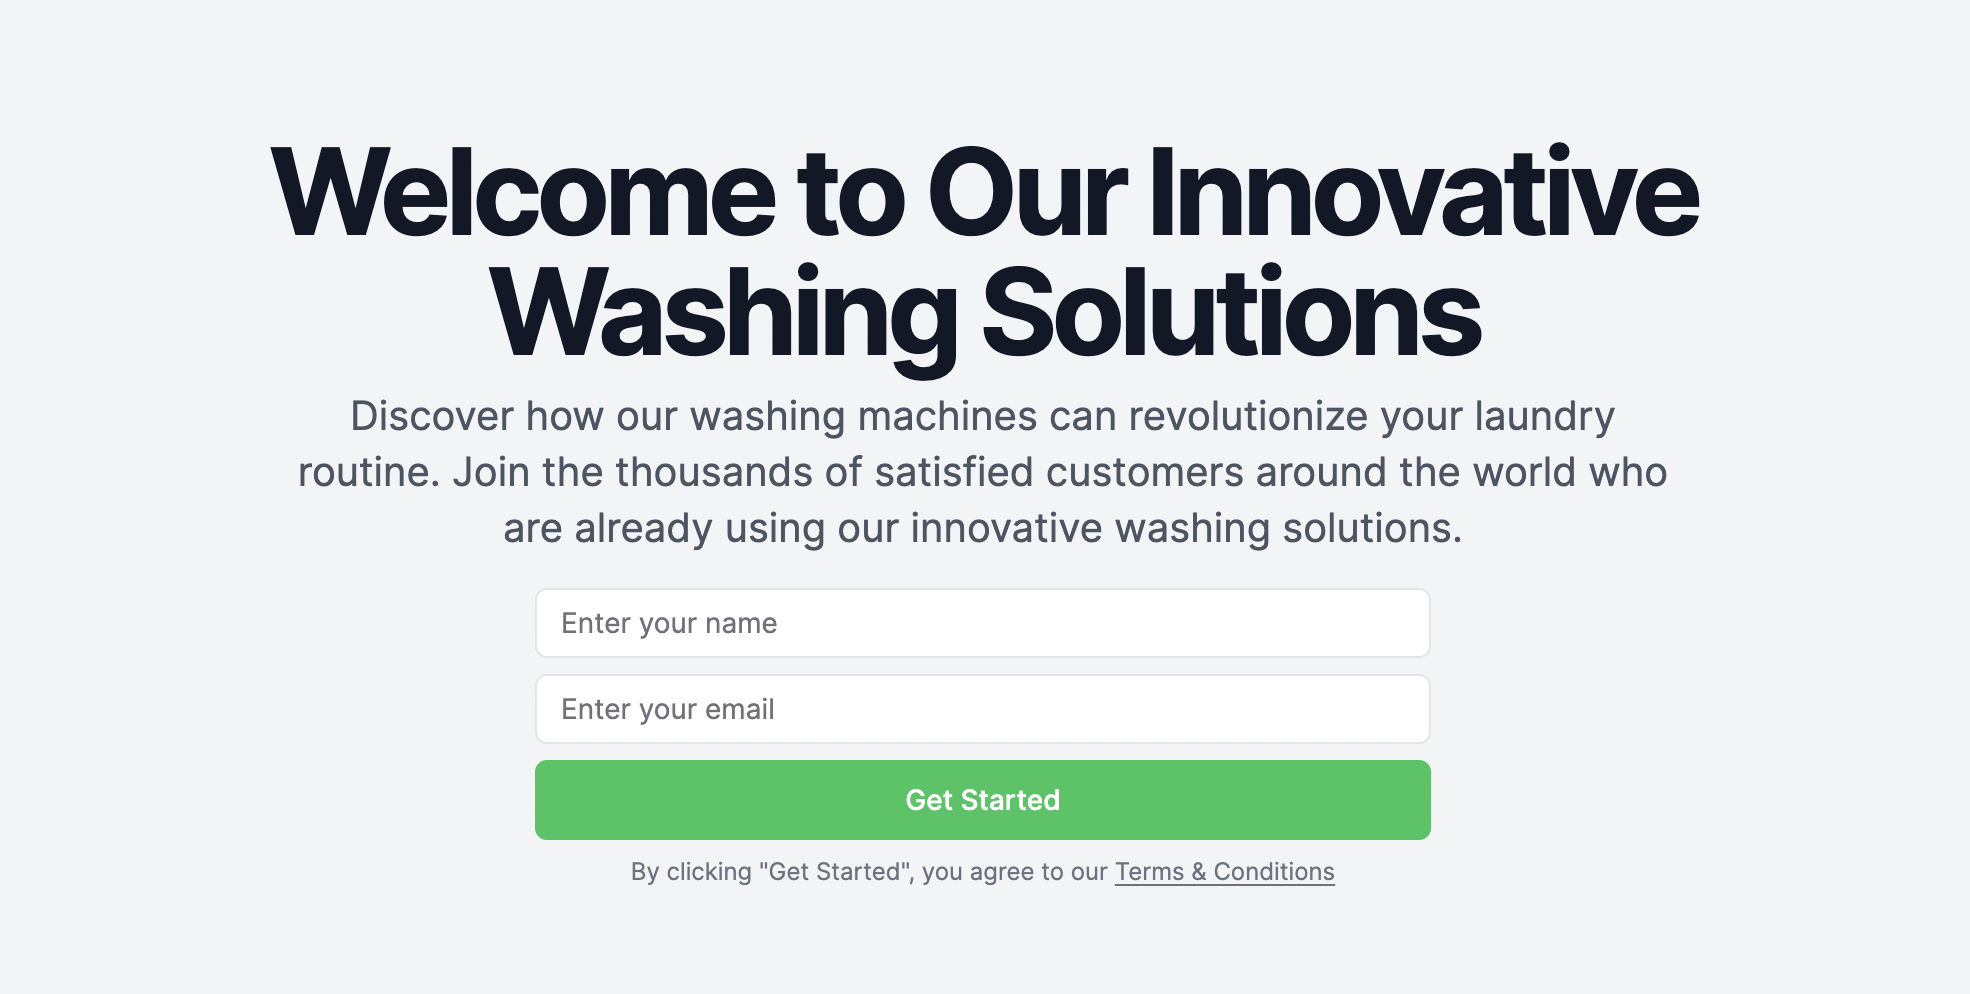 Welcome to Our Innovative
Washing Solutions
Discover how our washing machines can revolutionize your laundry
routine. Join the thousands of satisfied customers around the world who
are already using our innovative washing solutions.
Enter your name
Enter your email
Get Started
By clicking "Get Started", you agree to our Terms & Conditions